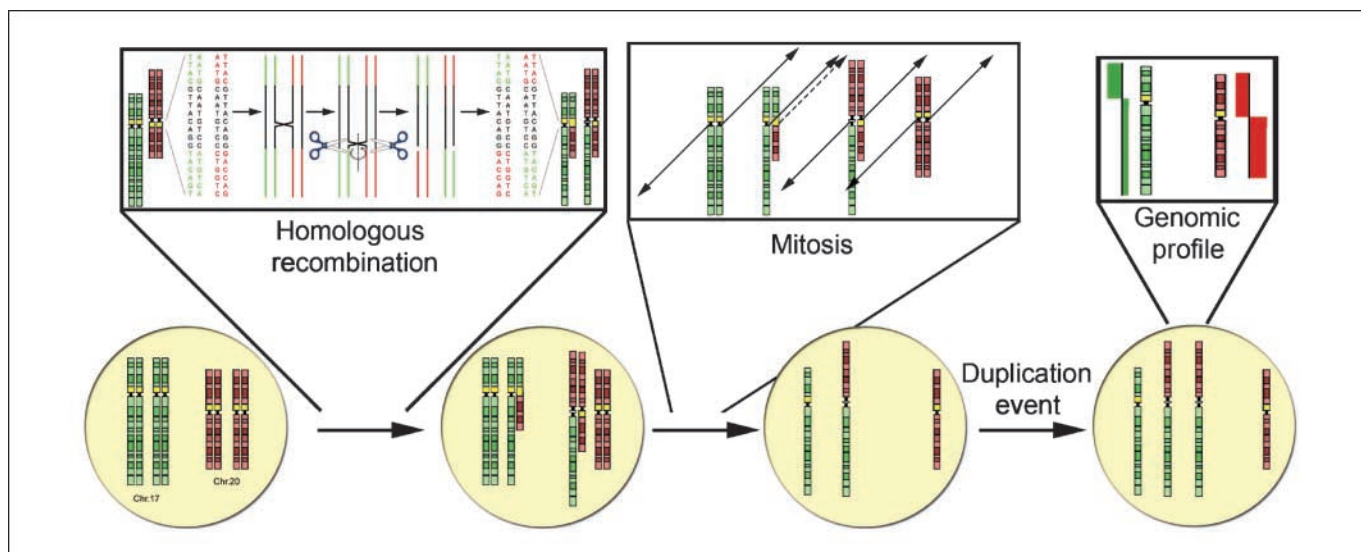 Homologous
recombination
Mitosis
Genomic
profile
Duplication
event
Chr.17
Chr.20